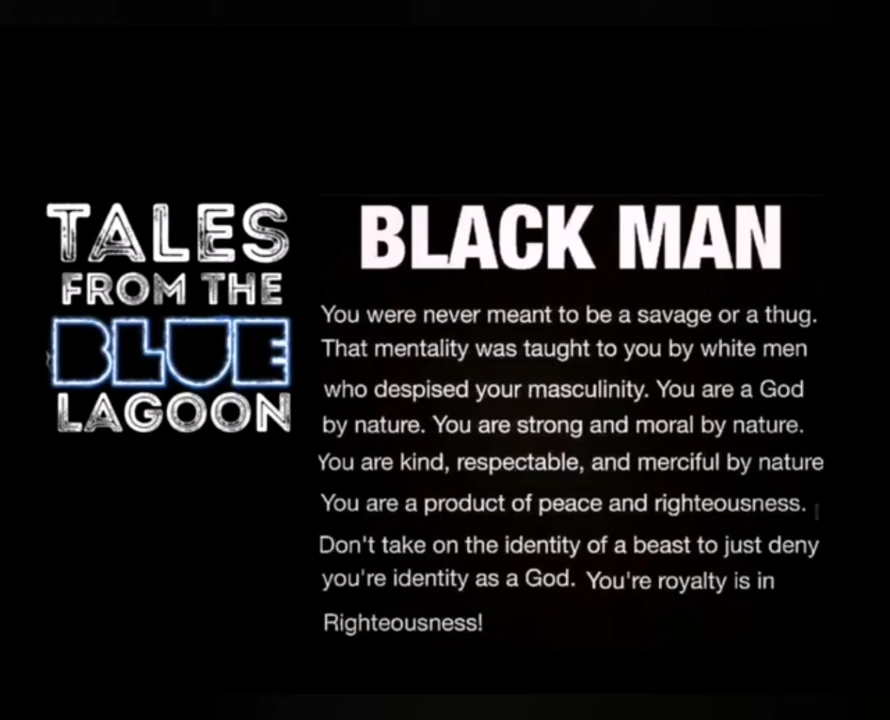 TALES
FROM THE
BLUE
LAGOON
BLACK MAN
You were never meant to be a savage or a thug.
That mentality was taught to you by white men
who despised your masculinity. You are a God
by nature. You are strong and moral by nature.
You are kind, respectable, and merciful by nature
You are a product of peace and righteousness.
Don't take on the identity of a beast to just deny
you're identity as a God. You're royalty is in
Righteousness!